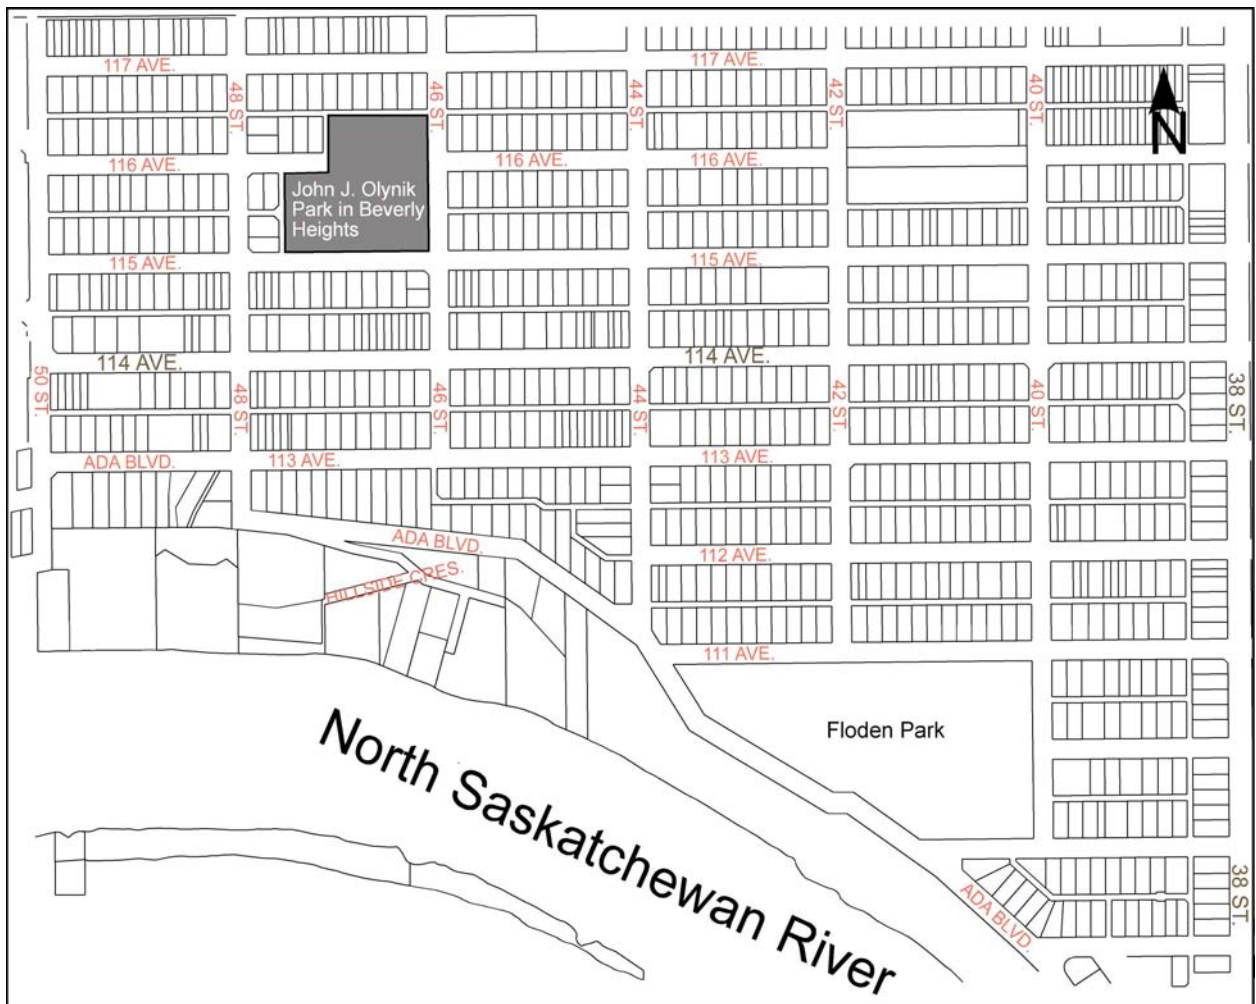 117 AVE.
117 AVE.
48 ST.
46 ST.
44 ST.
42 ST.
40 ST.
N
116 AVE.
116 AVE.
116 AVE.
John J. Olynik
Park in Beverly
Heights
115 AVE.
115 AVE.
114 AVE.
114 AVE.
50 ST.
48 ST.
46 ST.
44 ST.
42 ST.
40 ST.
38 ST.
ADA BLVD.
113 AVE.
113 AVE.
ADA BLVD.
112 AVE.
HILLSIDE CRES.
111 AVE.
Floden Park
North Saskatchewan River
38 ST.
ADA BLVD.